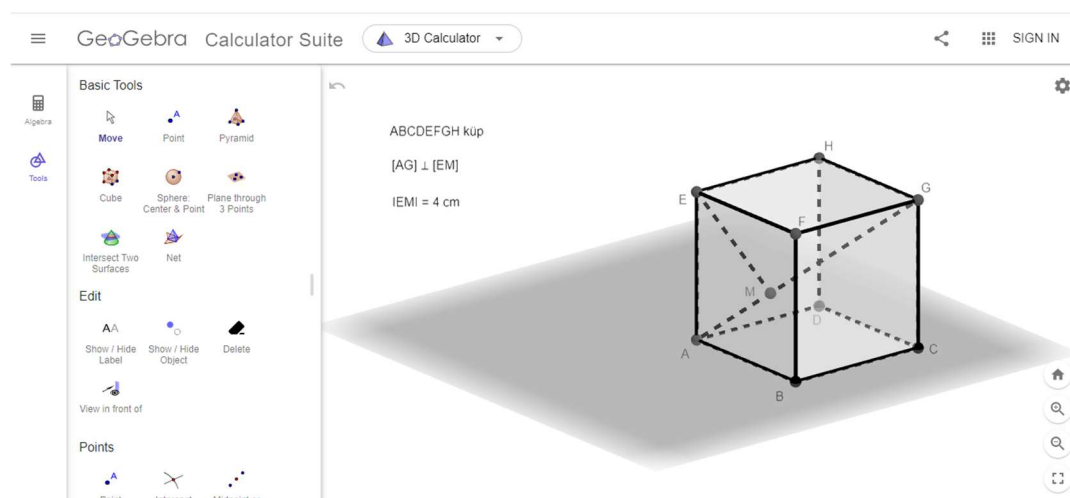 GeoGebra Calculator Suite
3D Calculator
SIGN IN
Algebra
Tools
Basic Tools
Move
Point
Pyramid
Cube
Sphere: Center & Point
Plane through 3 Points
Intersect Two Surfaces
Net
Edit
AA
Show / Hide Label
Show / Hide Object
Delete
View in front of
Points
A
ABCDEFGH küp
[AG] ⊥ [EM]
IEMI = 4 cm
H
E
G
F
M
D
A
C
B